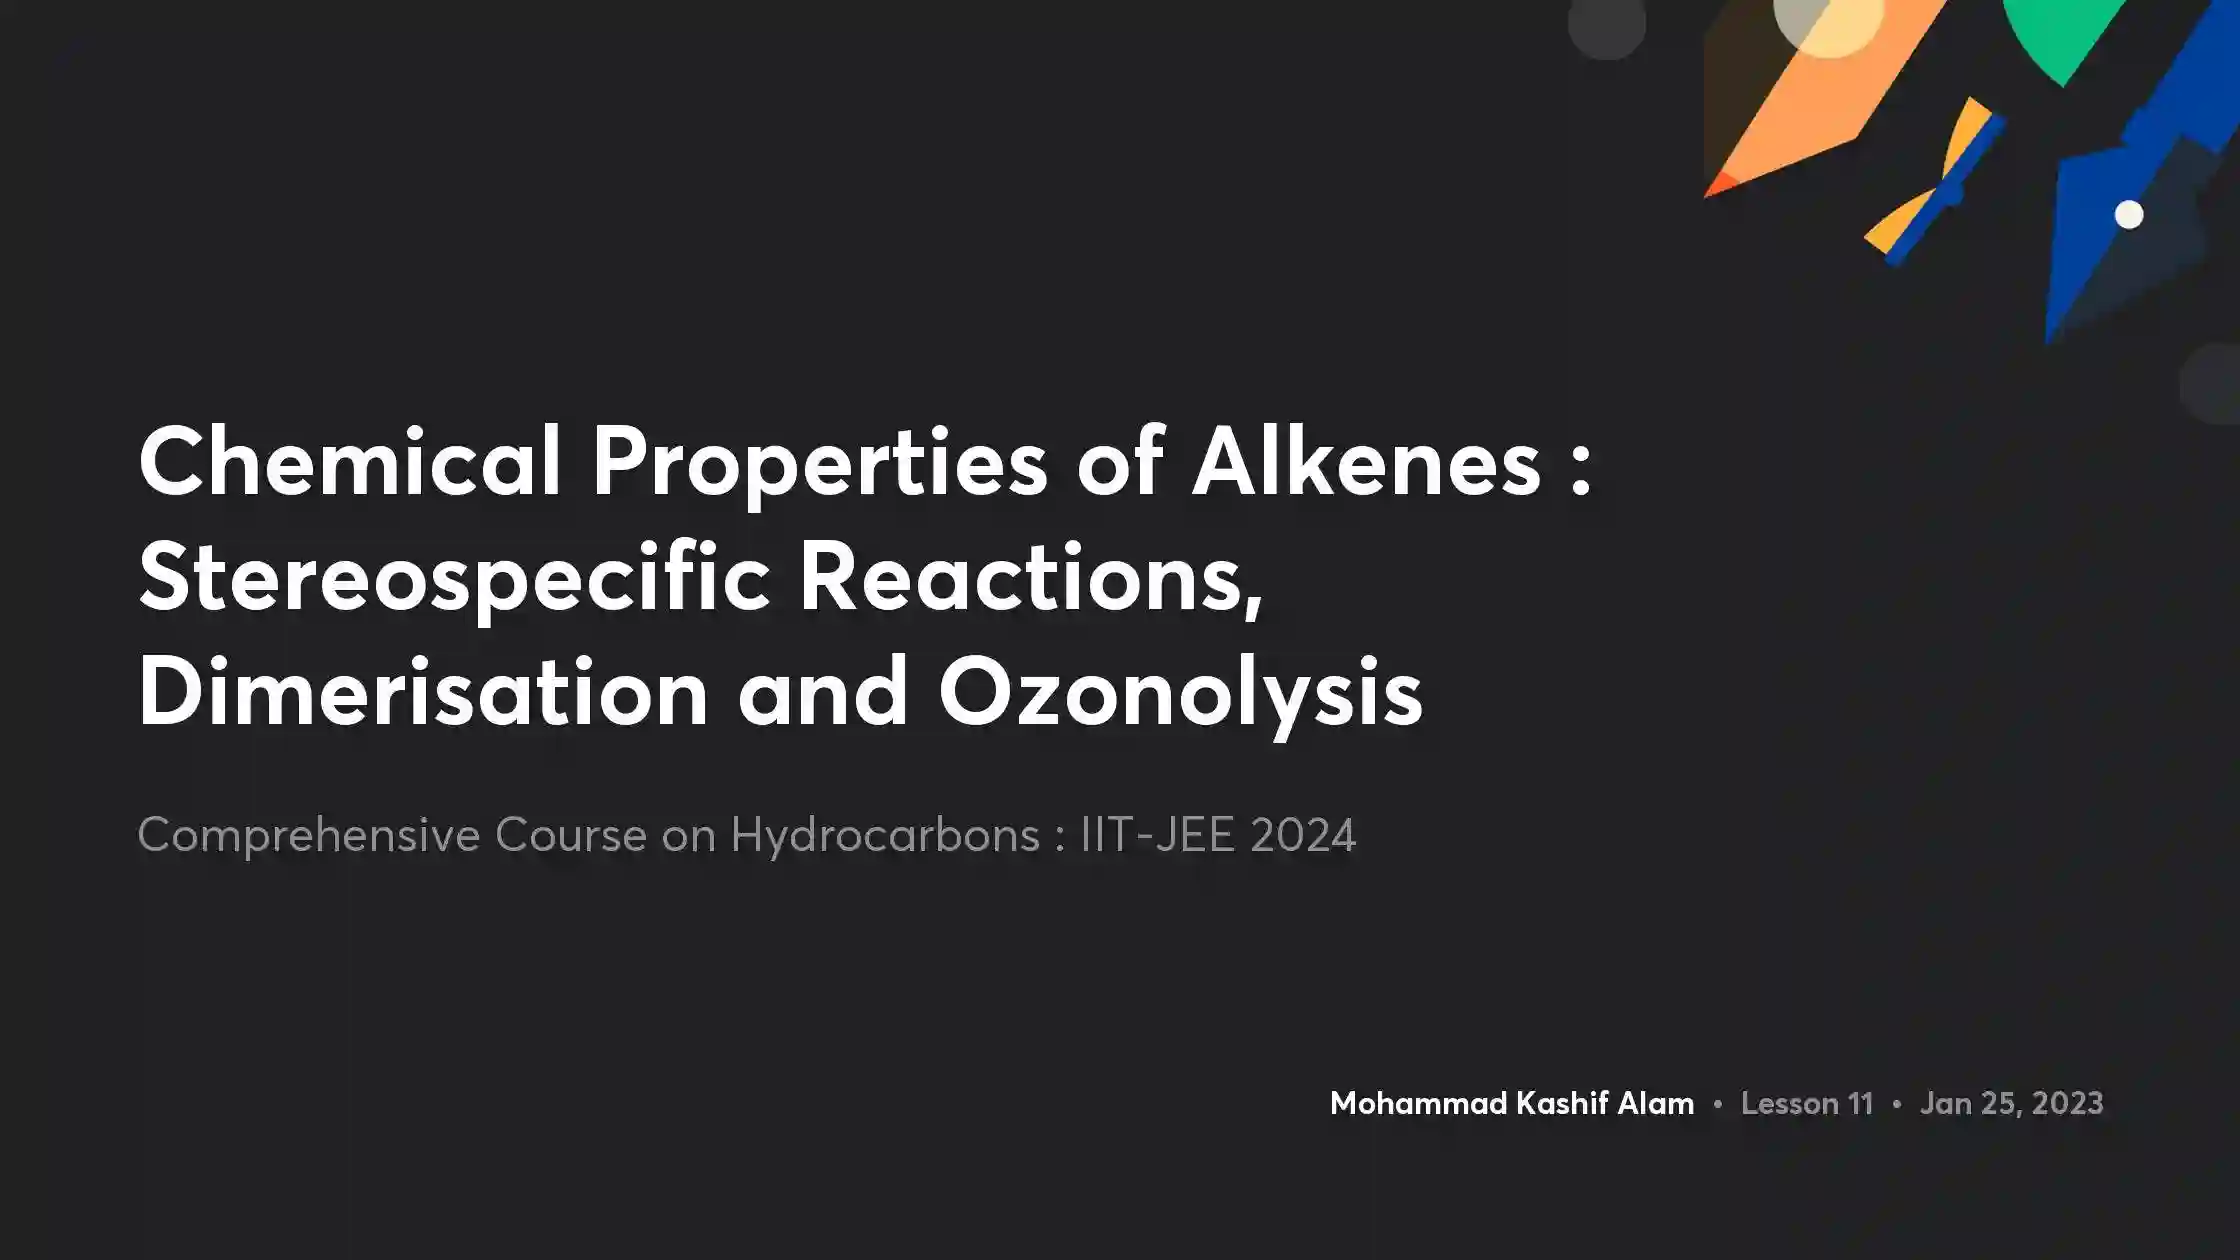 Chemical Properties of Alkenes :
Stereospecific Reactions,
Dimerisation and Ozonolysis
Comprehensive Course on Hydrocarbons : IIT-JEE 2024
Mohammad Kashif Alam • Lesson 11 • Jan 25, 2023